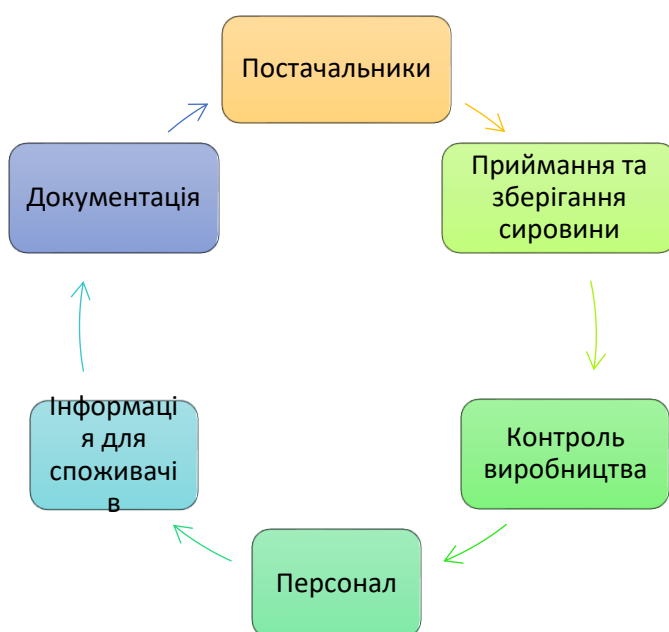 Постачальники
Приймання та
зберігання
сировини
Контроль
виробництва
Персонал
Інформаці
я для
споживачі
в
Документація